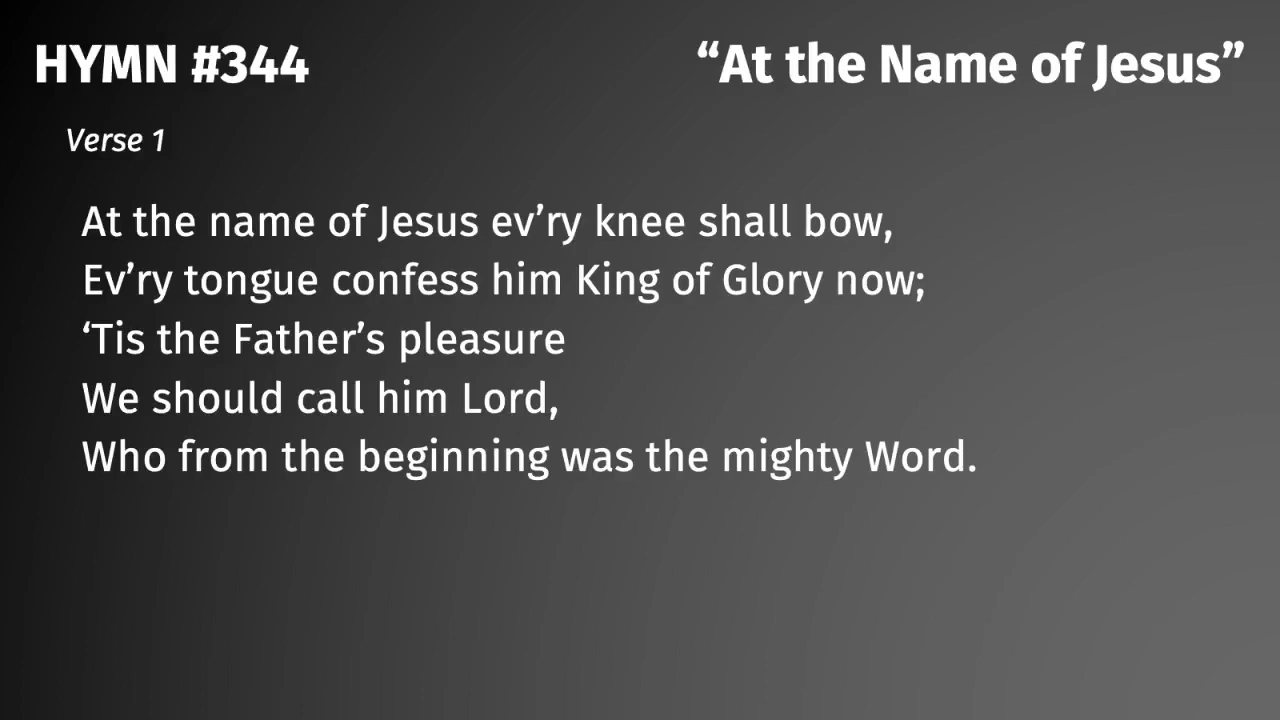 HYMN #344
“At the Name of Jesus”
Verse 1
At the name of Jesus ev’ry knee shall bow,
Ev’ry tongue confess him King of Glory now;
‘Tis the Father’s pleasure
We should call him Lord,
Who from the beginning was the mighty Word.